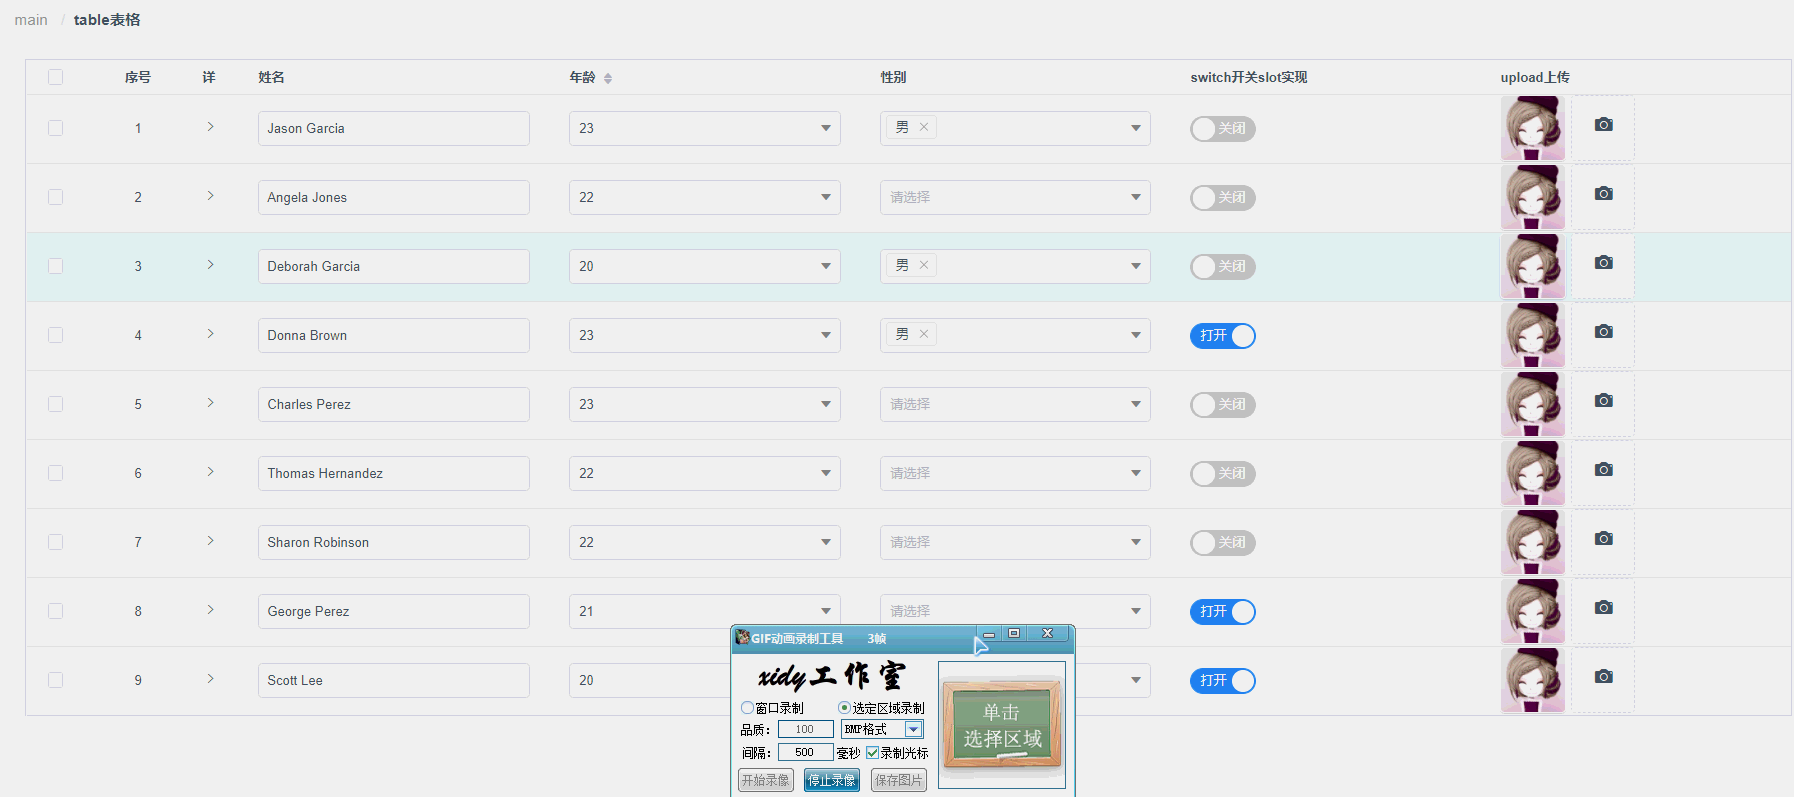 main / table表格
序号 详 姓名 年龄 性别 switch开关slot实现 upload上传
1 Jason Garcia 23 男 关闭
2 Angela Jones 22 请选择 关闭
3 Deborah Garcia 20 男 关闭
4 Donna Brown 23 男 打开
5 Charles Perez 23 请选择 关闭
6 Thomas Hernandez 22 请选择 关闭
7 Sharon Robinson 22 请选择 关闭
8 George Perez 21 请选择 打开
9 Scott Lee 20 打开
GIF动画录制工具 3帧
xidy工作室
窗口录制 选定区域录制
品质: 100 BMP格式
间隔: 500 毫秒 录制光标
开始录像 停止录像 保存图片
单击
选择区域